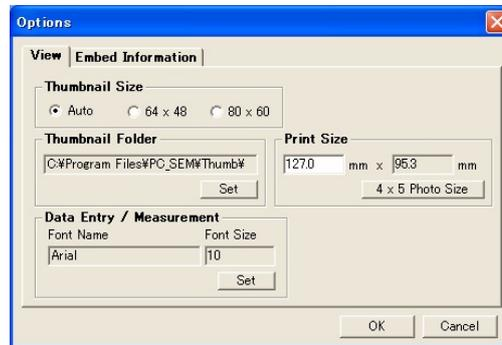 Options
View
Embed Information
Thumbnail Size
Auto
64 x 48
80 x 60
Thumbnail Folder
C:¥Program Files¥PC_SEM¥Thumb¥
Set
Print Size
127.0 mm x 95.3 mm
4 x 5 Photo Size
Data Entry / Measurement
Font Name
Font Size
Arial
10
Set
OK
Cancel